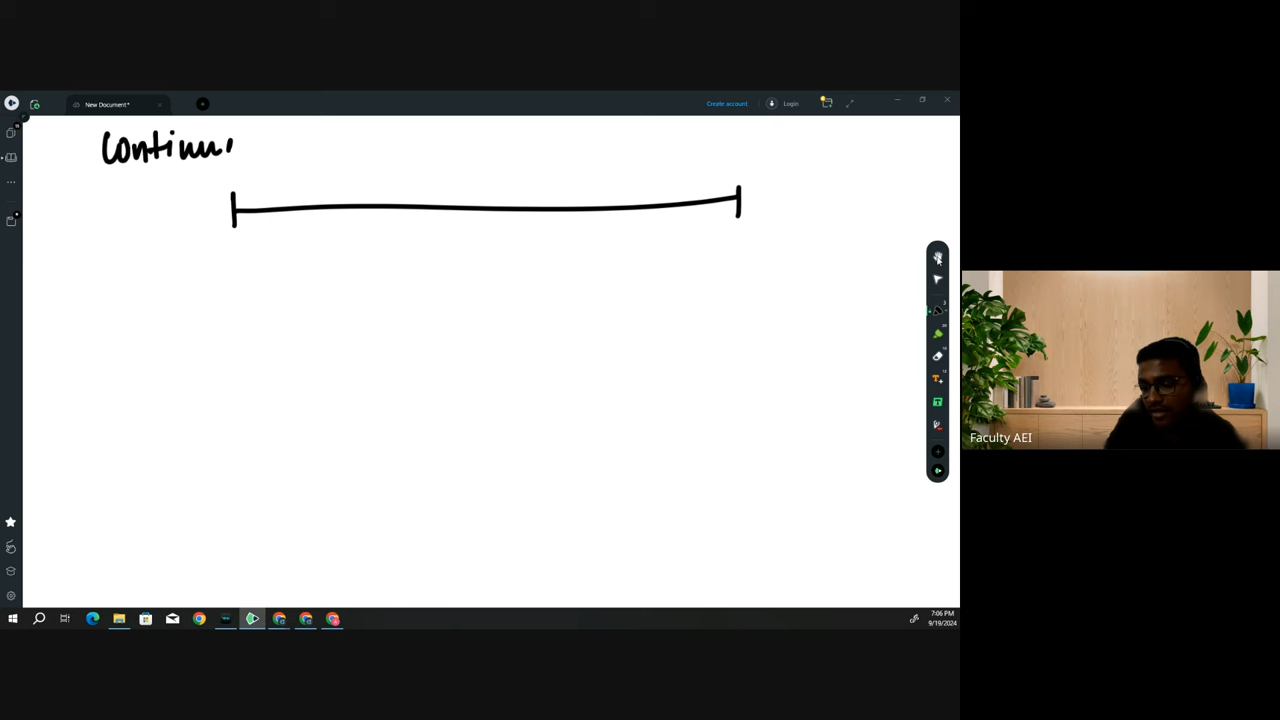 New Document*
Create account
Login
Continu
Faculty AEI
7:06 PM
9/19/2024